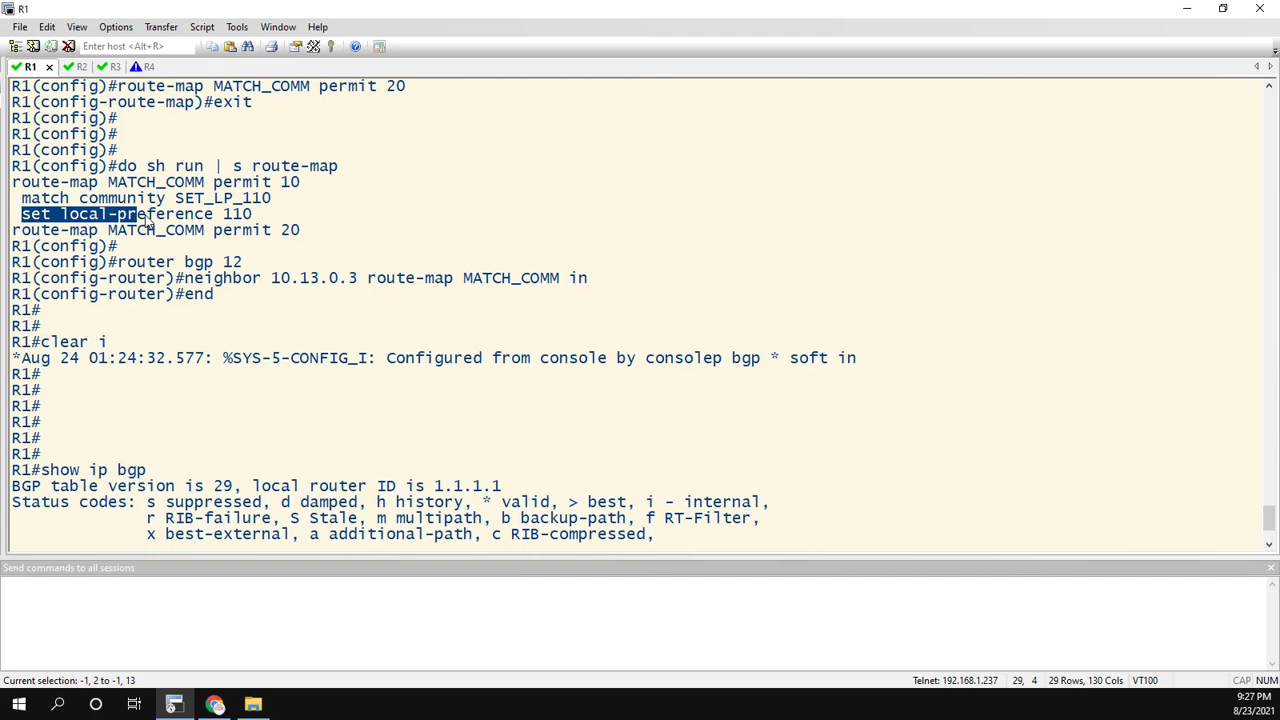 R1
File Edit View Options Transfer Script Tools Window Help
Enter host <Alt+R>
R1 R2 R3 R4
R1(config)#route-map MATCH_COMM permit 20
R1(config-route-map)#exit
R1(config)#
R1(config)#
R1(config)#
R1(config)#do sh run | s route-map
route-map MATCH_COMM permit 10
 match community SET_LP_110
 set local-preference 110
route-map MATCH_COMM permit 20
R1(config)#
R1(config)#router bgp 12
R1(config-router)#neighbor 10.13.0.3 route-map MATCH_COMM in
R1(config-router)#end
R1#
R1#
R1#clear i
*Aug 24 01:24:32.577: %SYS-5-CONFIG_I: Configured from console by consolep bgp * soft in
R1#
R1#
R1#
R1#
R1#
R1#
R1#show ip bgp
BGP table version is 29, local router ID is 1.1.1.1
Status codes: s suppressed, d damped, h history, * valid, > best, i - internal,
              r RIB-failure, S Stale, m multipath, b backup-path, f RT-Filter,
              x best-external, a additional-path, c RIB-compressed,
Send commands to all sessions
Current selection: -1, 2 to -1, 13 Telnet: 192.168.1.237 29, 4 29 Rows, 130 Cols VT100 CAP NUM
9:27 PM
8/23/2021